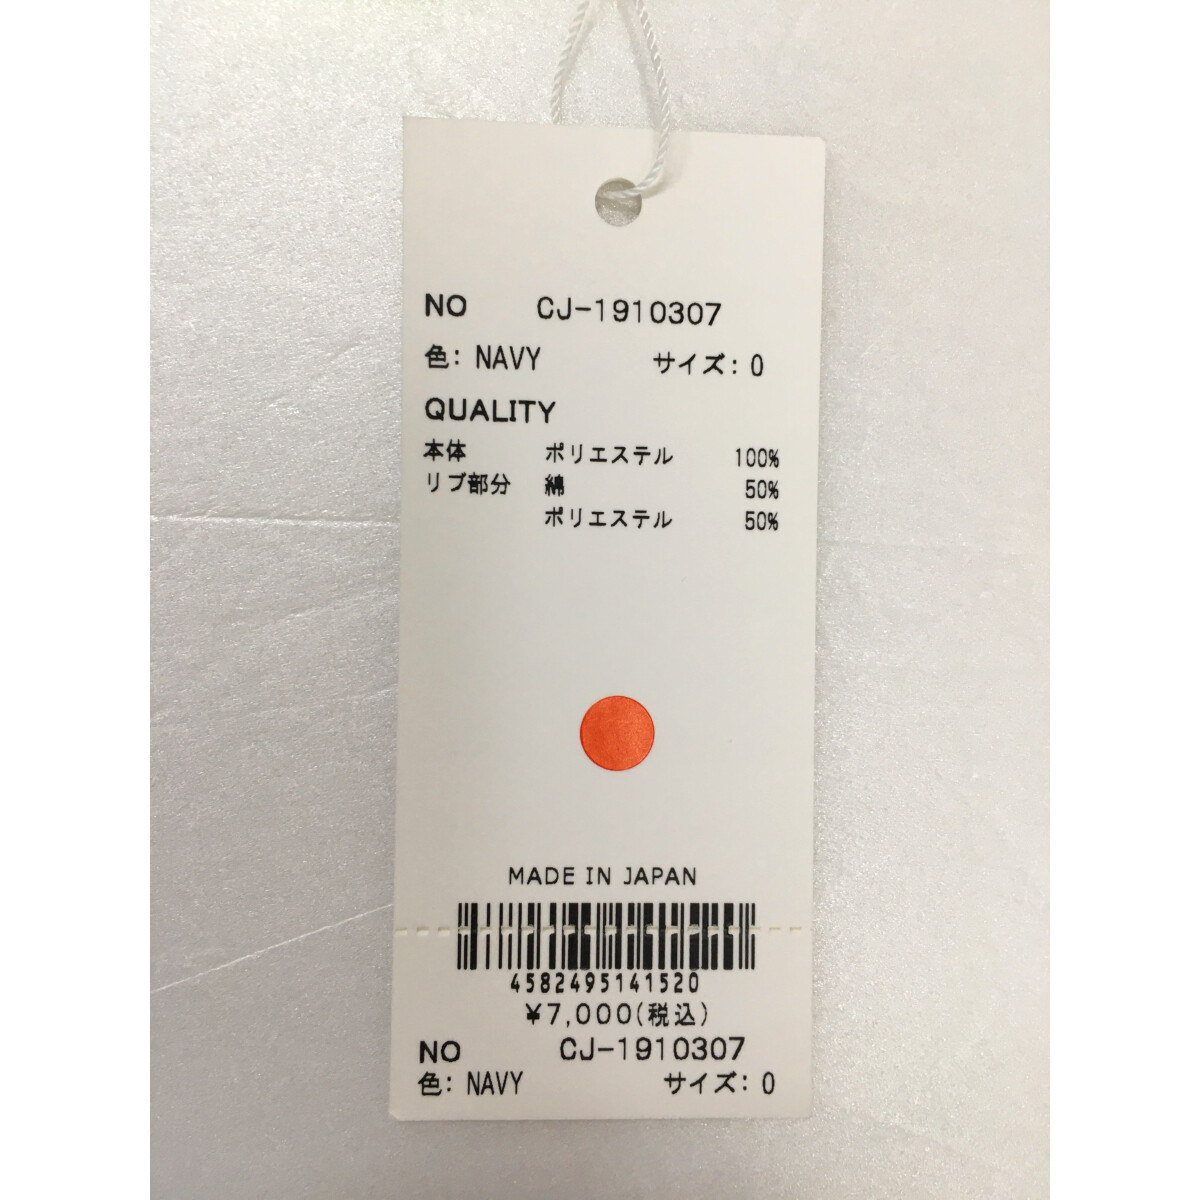 NO CJ-1910307
色: NAVY サイズ: 0
QUALITY
本体 ポリエステル 100%
リブ部分 綿 50%
ポリエステル 50%
MADE IN JAPAN
4582495141520
¥7,000(税込)
NO CJ-1910307
色: NAVY サイズ: 0